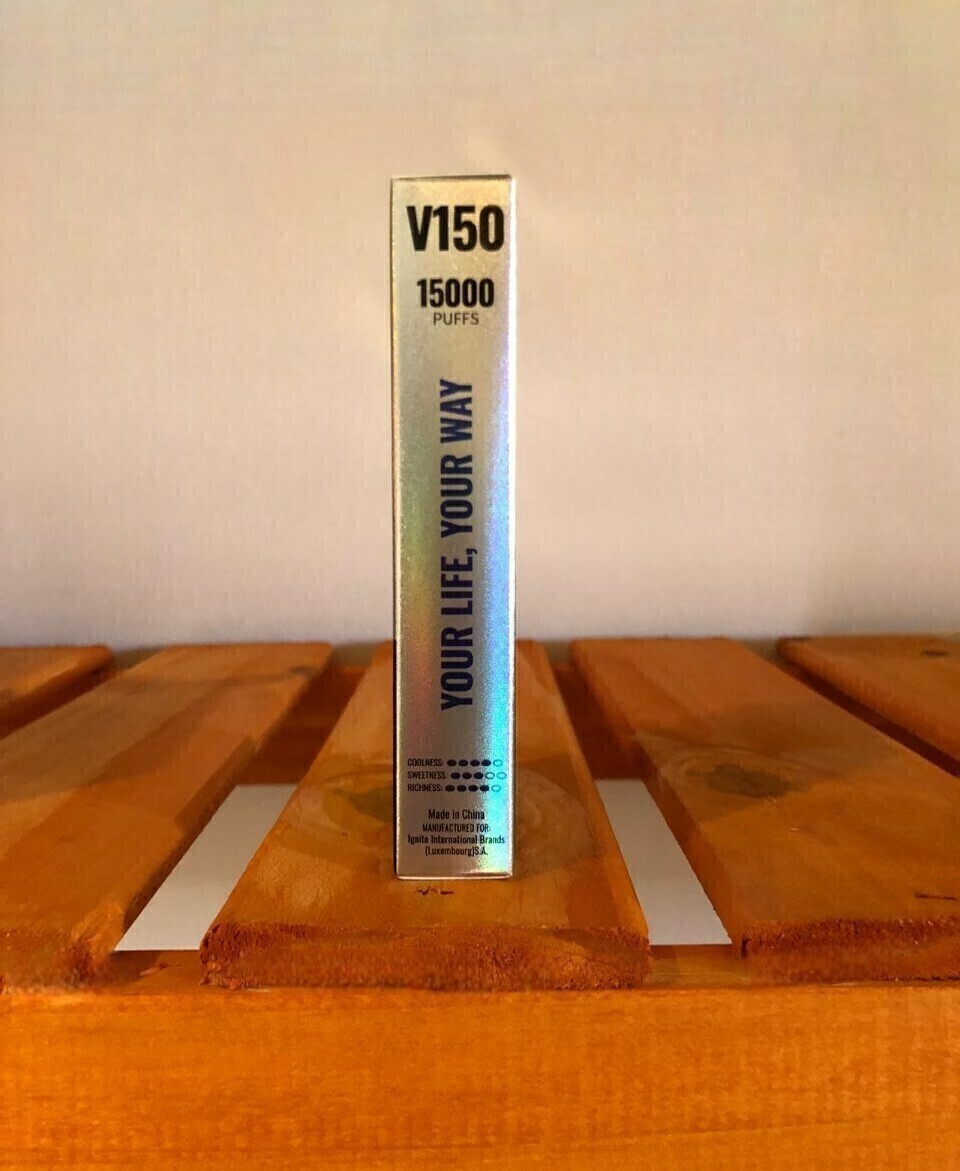 V150
15000
PUFFS
YOUR LIFE, YOUR WAY
COOLNESS:
SWEETNESS:
RICHNESS:
Made in China
MANUFACTURED FOR:
Ignite International Brands
(Luxembourg)S.A.